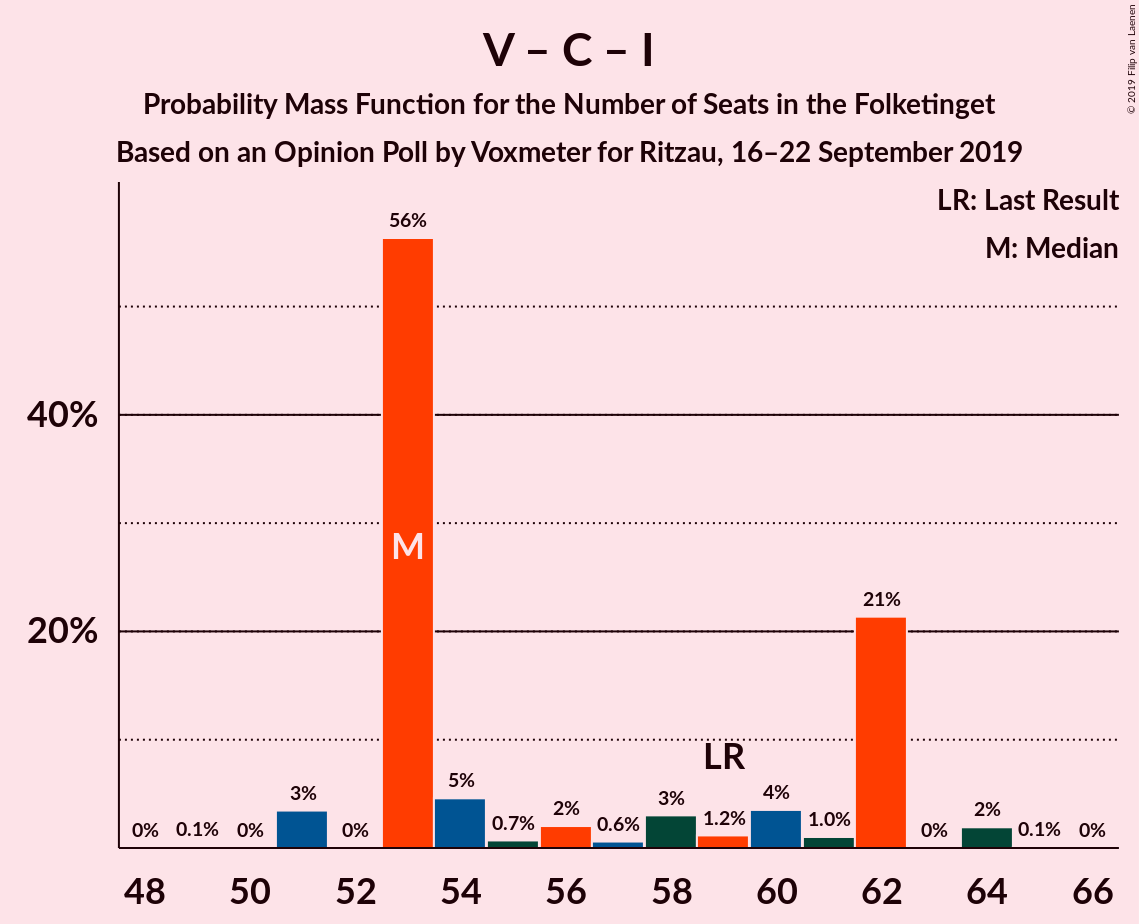 V – C – I
Probability Mass Function for the Number of Seats in the Folketinget
Based on an Opinion Poll by Voxmeter for Ritzau, 16–22 September 2019
© 2019 Filip van Laenen
LR: Last Result
M: Median
40%
20%
0%
0.1%
0%
3%
0%
56%
M
5%
0.7%
2%
0.6%
3%
LR
1.2%
4%
1.0%
21%
0%
2%
0.1%
0%
48 50 52 54 56 58 60 62 64 66